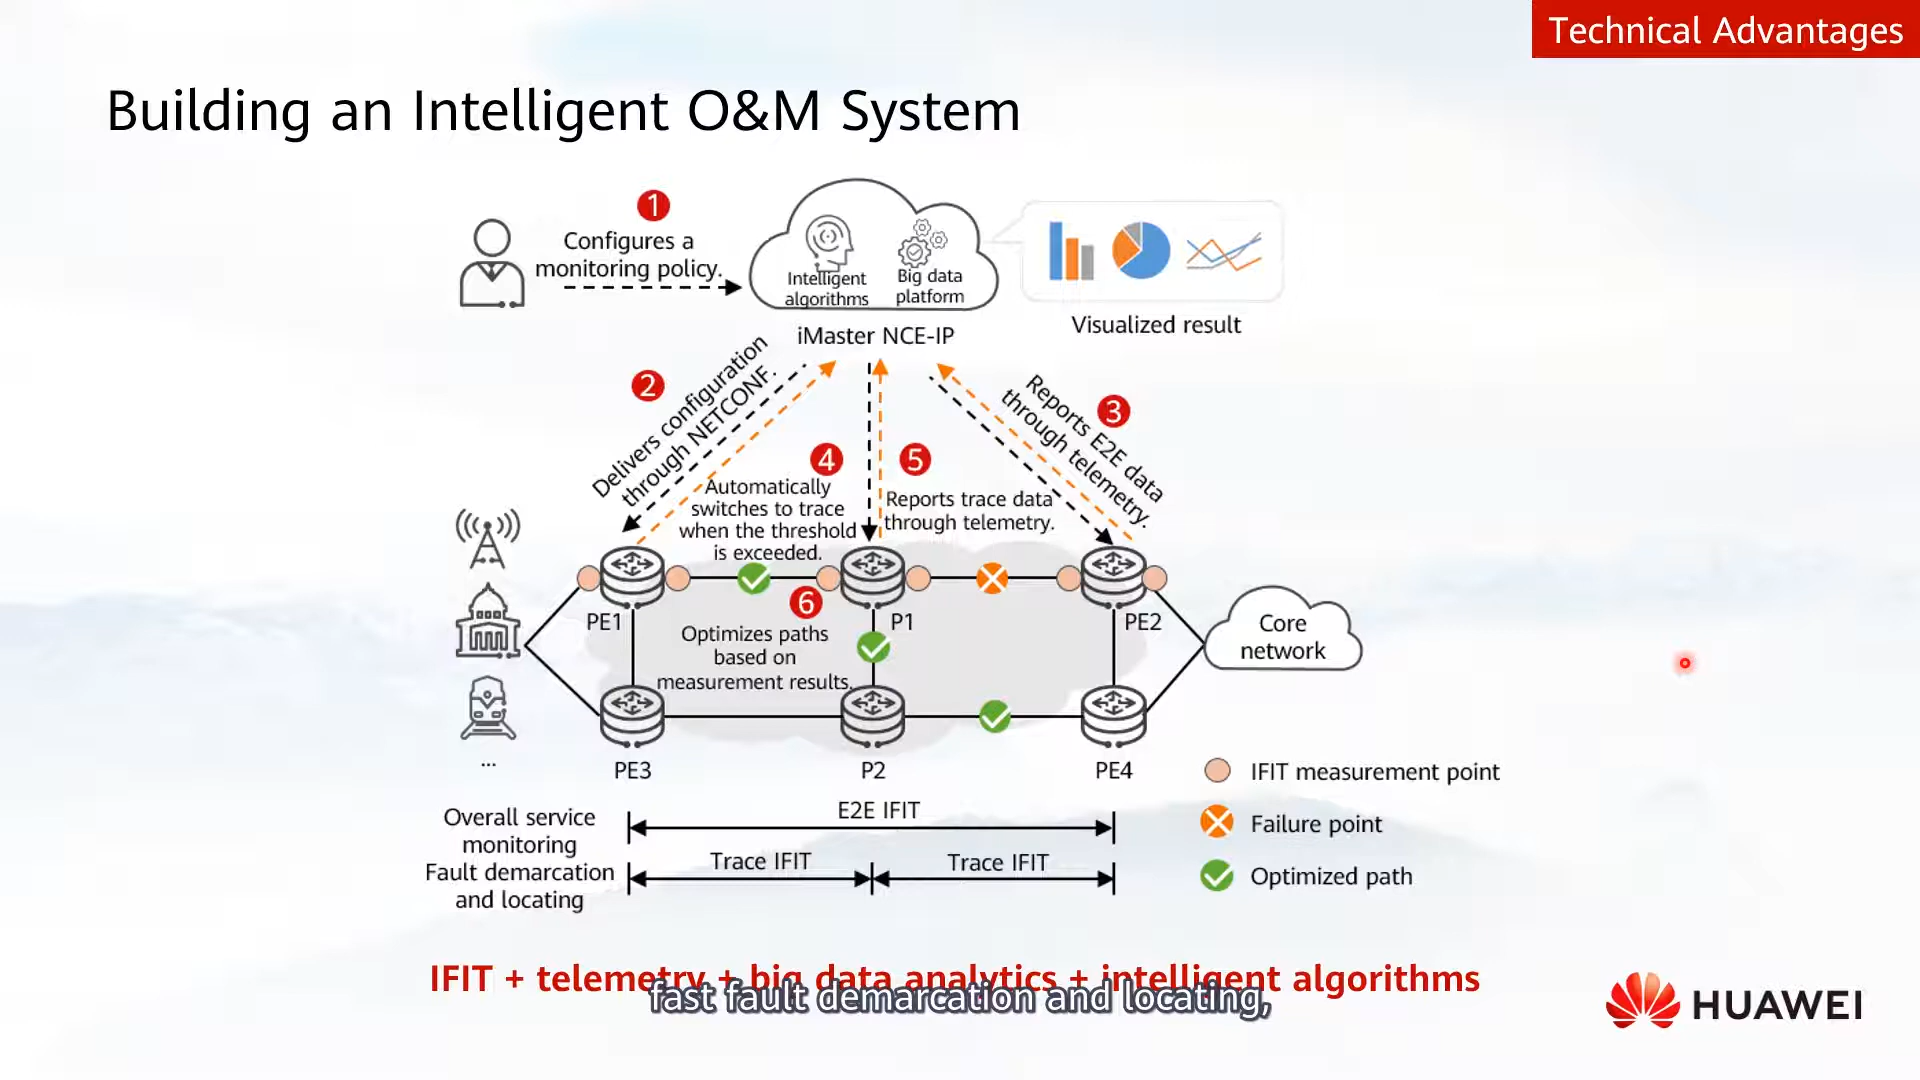 Technical Advantages
Building an Intelligent O&M System
1
Configures a
monitoring policy.
Intelligent
algorithms
Big data
platform
iMaster NCE-IP
Visualized result
2
Delivers configuration
through NETCONF.
3
Reports E2E data
through telemetry.
4
Automatically
switches to trace
when the threshold
is exceeded.
5
Reports trace data
through telemetry.
PE1
6
P1
PE2
Optimizes paths
based on
measurement results.
Core
network
...
PE3
P2
PE4
IFIT measurement point
Failure point
Optimized path
Overall service
monitoring
E2E IFIT
Fault demarcation
and locating
Trace IFIT
Trace IFIT
IFIT + telemetry + big data analytics + intelligent algorithms
fast fault demarcation and locating,
HUAWEI